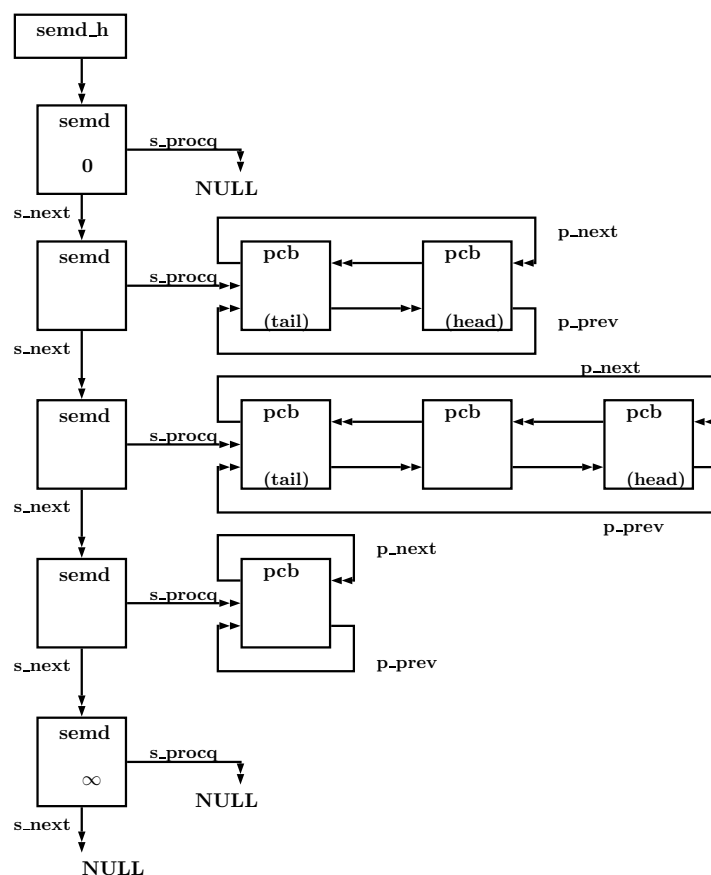 semd_h
semd
s_procq
0
NULL
s_next
p_next
semd
pcb
pcb
s_procq
(tail)
(head)
p_prev
s_next
p_next
semd
pcb
pcb
pcb
s_procq
(tail)
(head)
s_next
p_prev
p_next
semd
pcb
s_procq
s_next
p_prev
semd
s_procq
∞
NULL
s_next
NULL